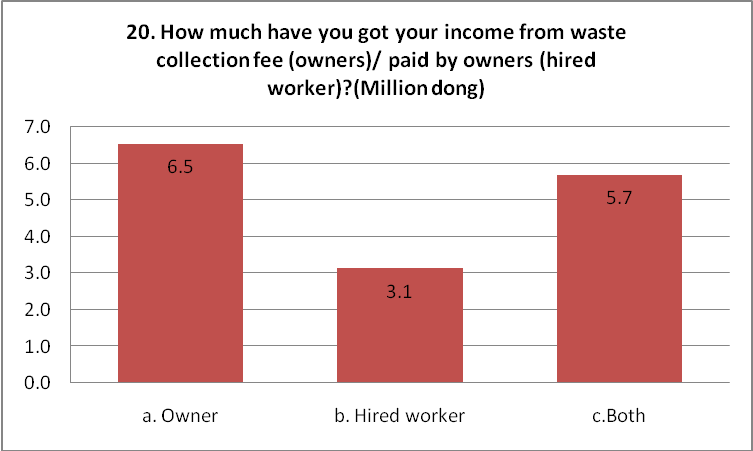 20. How much have you got your income from waste
collection fee (owners)/ paid by owners (hired
worker)?(Million dong)
7.0
6.0
5.0
4.0
3.0
2.0
1.0
0.0
6.5
3.1
5.7
a. Owner
b. Hired worker
c.Both